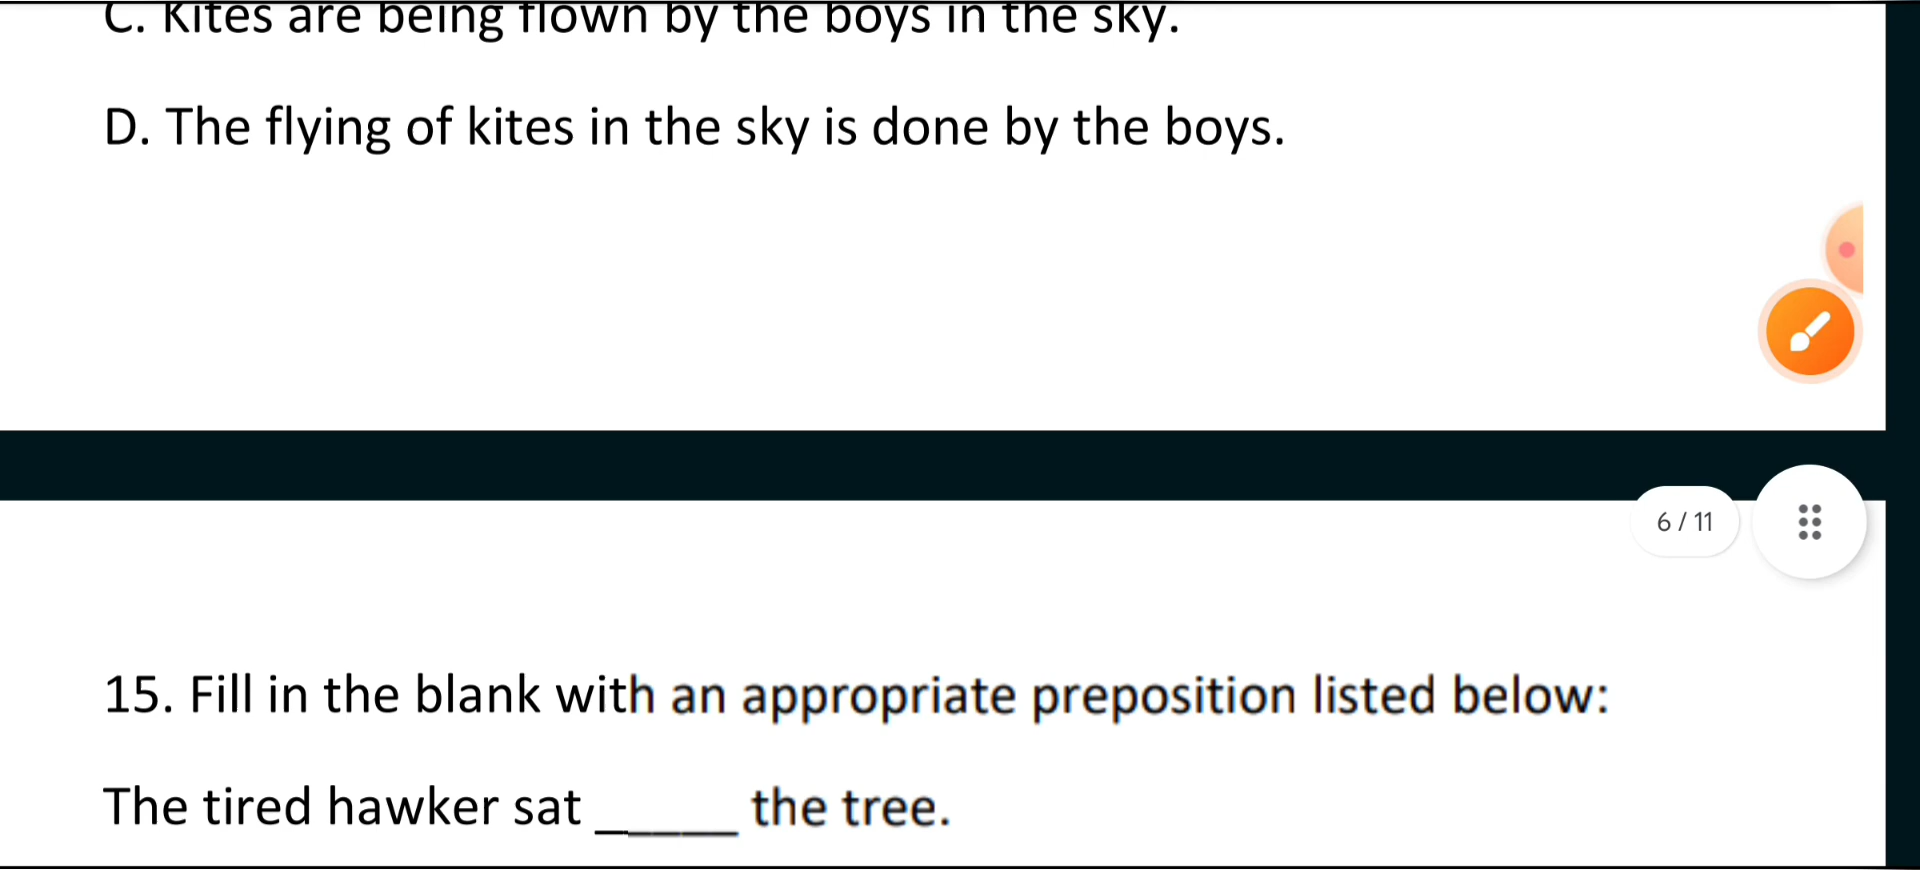 C. Kites are being flown by the boys in the sky.
D. The flying of kites in the sky is done by the boys.
6 / 11
15. Fill in the blank with an appropriate preposition listed below:
The tired hawker sat _____ the tree.